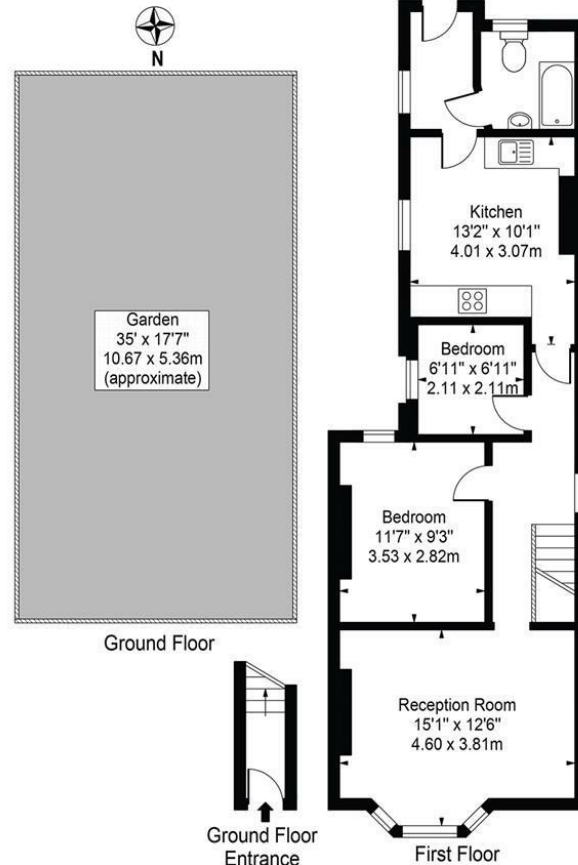 N
Garden
35' x 17'7"
10.67 x 5.36m
(approximate)
Ground Floor
Kitchen
13'2" x 10'1"
4.01 x 3.07m
Bedroom
6'11" x 6'11"
2.11 x 2.11m
Bedroom
11'7" x 9'3"
3.53 x 2.82m
Reception Room
15'1" x 12'6"
4.60 x 3.81m
Ground Floor
Entrance
First Floor